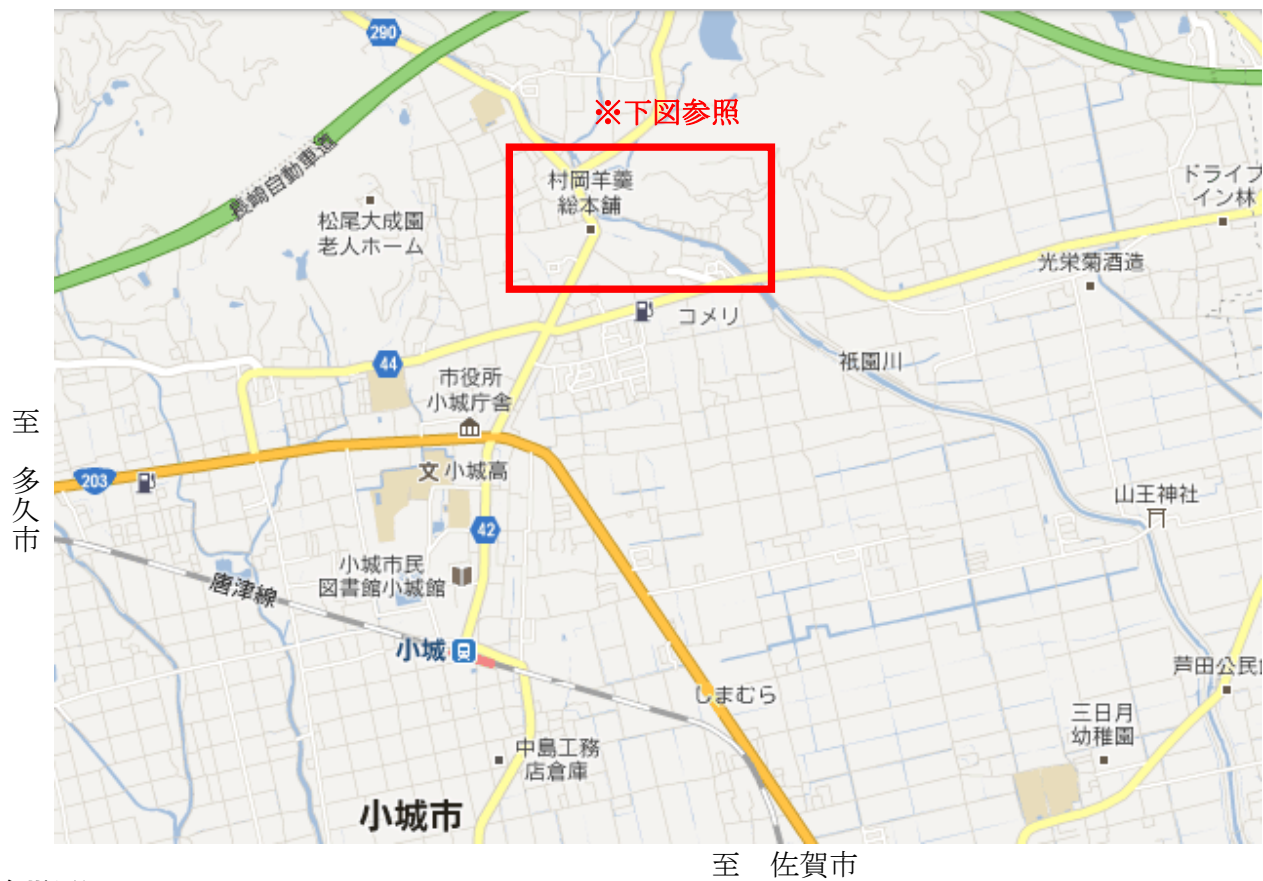 290
※下図参照
長崎自動車道
村岡羊羹
総本舗
ドライブ
イン林
松尾大成園
老人ホーム
光栄菊酒造
コメリ
祇園川
44
市役所
小城庁舎
至 多久市
203
文 小城高
山王神社
42
小城市民
図書館小城館
唐津線
小城
芦田公民
しまむら
三日月
幼稚園
中島工務
店倉庫
小城市
至 佐賀市